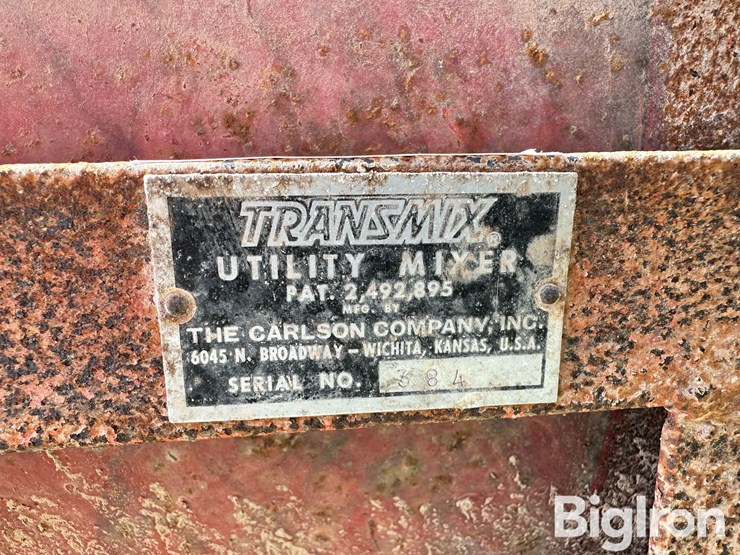 TRANSMIX®
UTILITY MIXER
PAT. 2,492,895
MFG. BY
THE CARLSON COMPANY, INC.
6045 N. BROADWAY – WICHITA, KANSAS, U.S.A.
SERIAL NO. 384
BigIron